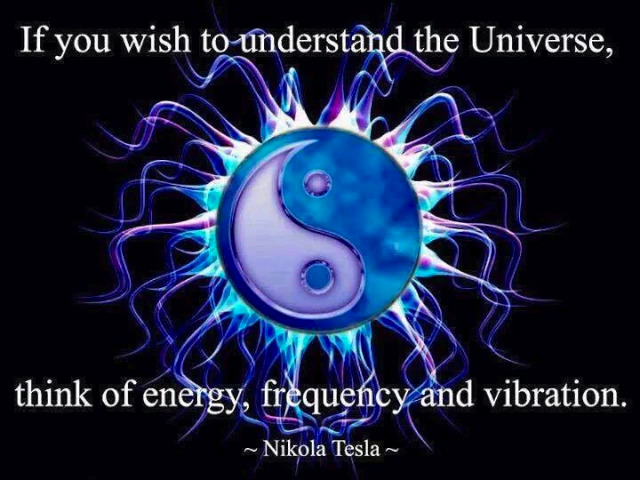 If you wish to understand the Universe,
think of energy, frequency and vibration.
~ Nikola Tesla ~